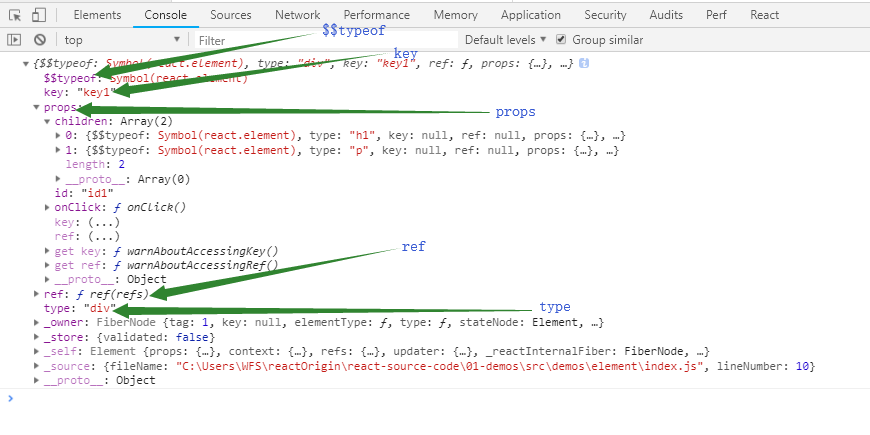 Elements Console Sources Network Performance Memory Application Security Audits Perf React
top Filter Default levels Group similar
$$typeof
key
{$$typeof: Symbol(react.element), type: "div", key: "key1", ref: ƒ, props: {…}, …} i
$$typeof: Symbol(react.element)
key: "key1"
props:
props
children: Array(2)
0: {$$typeof: Symbol(react.element), type: "h1", key: null, ref: null, props: {…}, …}
1: {$$typeof: Symbol(react.element), type: "p", key: null, ref: null, props: {…}, …}
length: 2
__proto__: Array(0)
id: "id1"
onClick: ƒ onClick()
key: (...)
ref: (...)
get key: ƒ warnAboutAccessingKey()
ref
get ref: ƒ warnAboutAccessingRef()
__proto__: Object
ref: ƒ ref(refs)
type: "div"
type
_owner: FiberNode {tag: 1, key: null, elementType: ƒ, type: ƒ, stateNode: Element, …}
_store: {validated: false}
_self: Element {props: {…}, context: {…}, refs: {…}, updater: {…}, _reactInternalFiber: FiberNode, …}
_source: {fileName: "C:\Users\WFS\reactOrigin\react-source-code\01-demos\src\demos\element\index.js", lineNumber: 10}
__proto__: Object